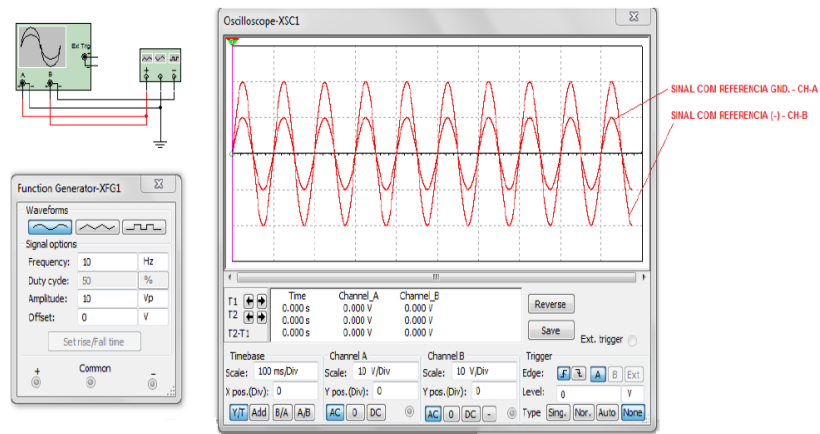 Ext Trig
A B
Function Generator-XFG1
Waveforms
Signal options
Frequency: 10 Hz
Duty cycle: 50 %
Amplitude: 10 Vp
Offset: 0 V
Set rise/Fall time
+ Common −
Oscilloscope-XSC1
SINAL COM REFERENCIA GND. - CH-A
SINAL COM REFERENCIA (-) - CH-B
Time Channel_A Channel_B
T1 0.000 s 0.000 V 0.000 V
T2 0.000 s 0.000 V 0.000 V
T2-T1 0.000 s 0.000 V 0.000 V
Reverse
Save
Ext. trigger
Timebase
Scale: 100 ms/Div
X pos.(Div): 0
Y/T Add B/A A/B
Channel A
Scale: 10 V/Div
Y pos.(Div): 0
AC 0 DC
Channel B
Scale: 10 V/Div
Y pos.(Div): 0
AC 0 DC -
Trigger
Edge: A B Ext
Level: 0 V
Type Sing. Nor. Auto None